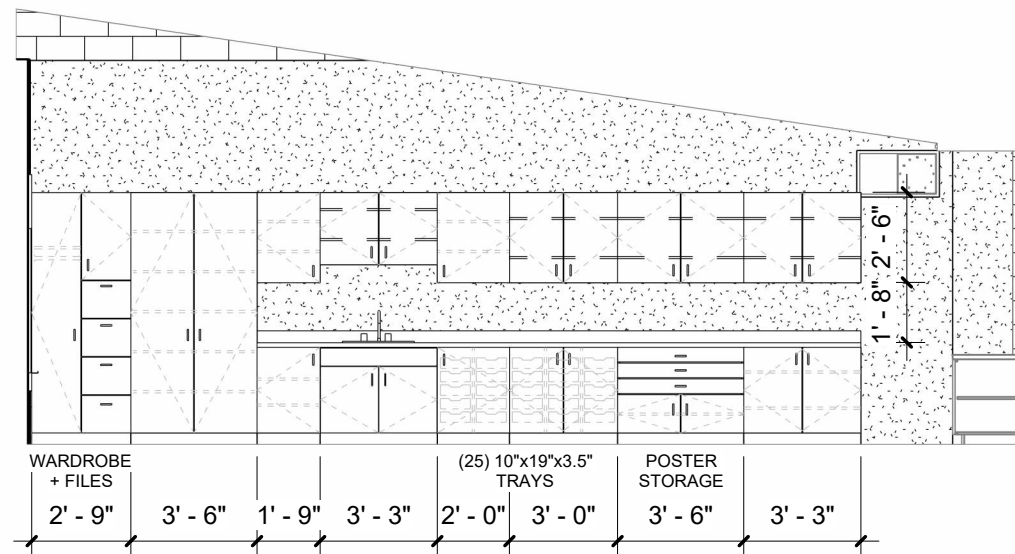 2' - 6"
1' - 8"
WARDROBE
+ FILES
(25) 10"x19"x3.5"
TRAYS
POSTER
STORAGE
2' - 9"
3' - 6"
1' - 9"
3' - 3"
2' - 0"
3' - 0"
3' - 6"
3' - 3"